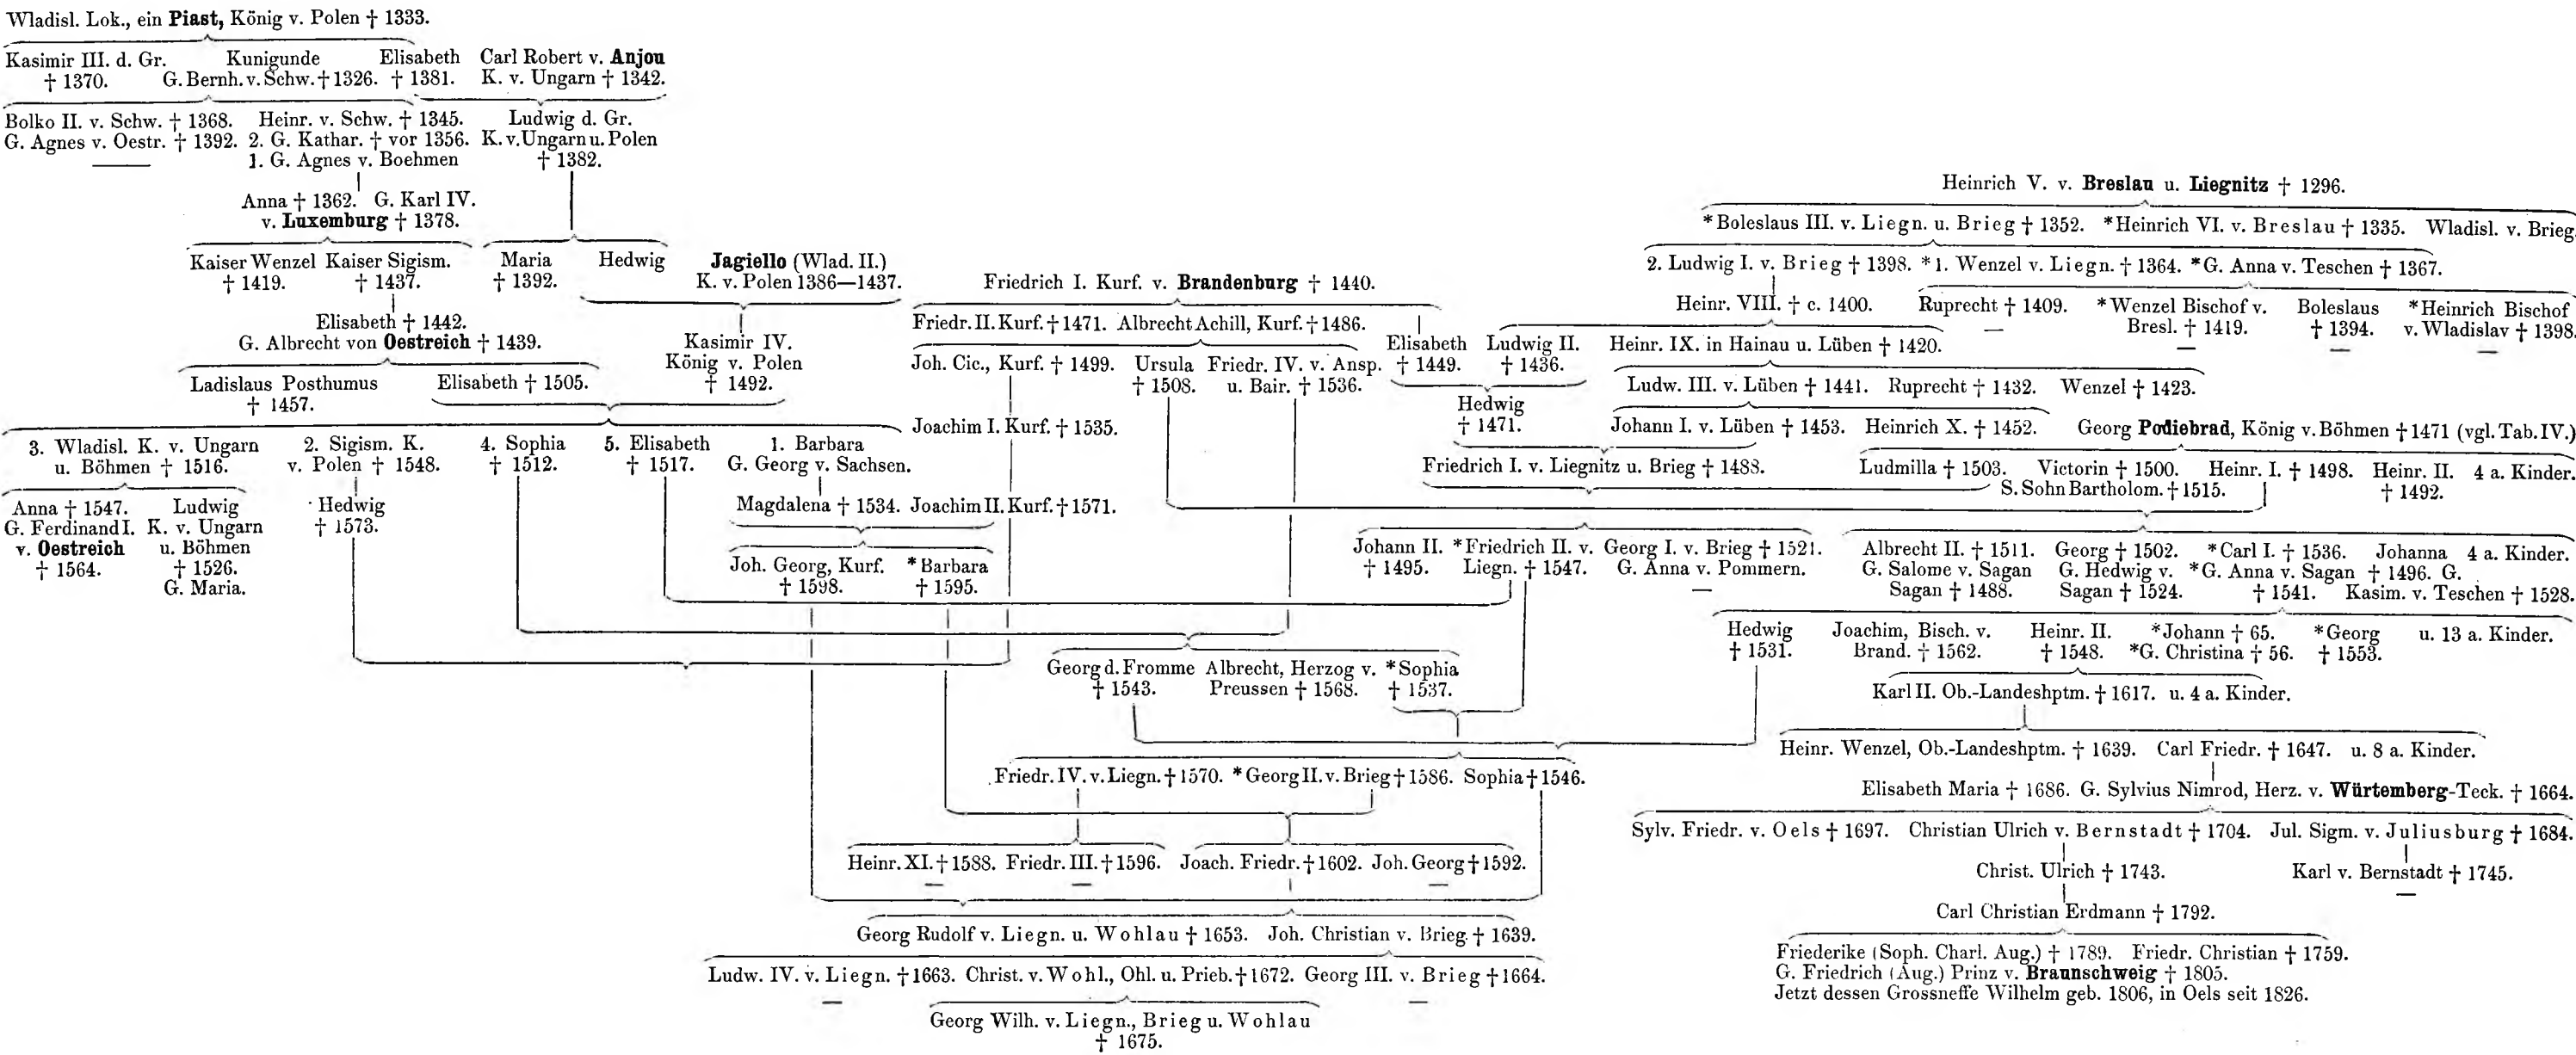 Wladisl. Lok., ein Piast, König v. Polen † 1333.
Kasimir III. d. Gr. Kunigunde Elisabeth Carl Robert v. Anjou
† 1370. G. Bernh. v. Schw. † 1326. † 1381. K. v. Ungarn † 1342.
Bolko II. v. Schw. † 1368. Heinr. v. Schw. † 1345. Ludwig d. Gr.
G. Agnes v. Oestr. † 1392. 2. G. Kathar. † vor 1356. K. v. Ungarn u. Polen
1. G. Agnes v. Boehmen † 1382.
Anna † 1362. G. Karl IV.
v. Luxemburg † 1378.
Kaiser Wenzel Kaiser Sigism. Maria Hedwig Jagiello (Wlad. II.)
† 1419. † 1437. † 1392. K. v. Polen 1386—1437.
Elisabeth † 1442.
G. Albrecht von Oestreich † 1439.
Kasimir IV.
König v. Polen
† 1492.
Ladislaus Posthumus Elisabeth † 1505.
† 1457.
3. Wladisl. K. v. Ungarn 2. Sigism. K. 4. Sophia 5. Elisabeth 1. Barbara
u. Böhmen † 1516. v. Polen † 1548. † 1512. † 1517. G. Georg v. Sachsen.
Anna † 1547. Ludwig Hedwig
G. Ferdinand I. K. v. Ungarn † 1573.
v. Oestreich u. Böhmen
† 1564. † 1526.
G. Maria.
Friedrich I. Kurf. v. Brandenburg † 1440.
Friedr. II. Kurf. † 1471. Albrecht Achill, Kurf. † 1486.
Elisabeth Ludwig II.
† 1449. † 1436.
Joh. Cic., Kurf. † 1499. Ursula Friedr. IV. v. Ansp.
† 1508. u. Bair. † 1536.
Hedwig
† 1471.
Joachim I. Kurf. † 1535.
Magdalena † 1534. Joachim II. Kurf. † 1571.
Joh. Georg, Kurf. * Barbara
† 1598. † 1595.
Heinrich V. v. Breslau u. Liegnitz † 1296.
* Boleslaus III. v. Liegn. u. Brieg † 1352. * Heinrich VI. v. Breslau † 1335. Wladisl. v. Brieg.
2. Ludwig I. v. Brieg † 1398. * 1. Wenzel v. Liegn. † 1364. * G. Anna v. Teschen † 1367.
Heinr. VIII. † c. 1400. Ruprecht † 1409. * Wenzel Bischof v. Boleslaus * Heinrich Bischof
Bresl. † 1419. † 1394. v. Wladislav † 1398.
Heinr. IX. in Hainau u. Lüben † 1420.
Ludw. III. v. Lüben † 1441. Ruprecht † 1432. Wenzel † 1423.
Johann I. v. Lüben † 1453. Heinrich X. † 1452. Georg Podiebrad, König v. Böhmen † 1471 (vgl. Tab. IV.)
Friedrich I. v. Liegnitz u. Brieg † 1488. Ludmilla † 1503. Victorin † 1500. Heinr. I. † 1498. Heinr. II. 4 a. Kinder.
S. Sohn Bartholom. † 1515. † 1492.
Johann II. * Friedrich II. v. Georg I. v. Brieg † 1521. Albrecht II. † 1511. Georg † 1502. * Carl I. † 1536. Johanna 4 a. Kinder.
† 1495. Liegn. † 1547. G. Anna v. Pommern. G. Salome v. Sagan G. Hedwig v. * G. Anna v. Sagan † 1496. G.
Sagan † 1488. Sagan † 1524. † 1541. Kasim. v. Teschen † 1528.
Hedwig Joachim, Bisch. v. Heinr. II. * Johann † 65. * Georg u. 13 a. Kinder.
† 1531. Brand. † 1562. † 1548. * G. Christina † 56. † 1553.
Georg d. Fromme Albrecht, Herzog v. * Sophia
† 1543. Preussen † 1568. † 1537.
Karl II. Ob.-Landeshptm. † 1617. u. 4 a. Kinder.
Heinr. Wenzel, Ob.-Landeshptm. † 1639. Carl Friedr. † 1647. u. 8 a. Kinder.
Friedr. IV. v. Liegn. † 1570. * Georg II. v. Brieg † 1586. Sophia † 1546.
Elisabeth Maria † 1686. G. Sylvius Nimrod, Herz. v. Würtemberg-Teck. † 1664.
Sylv. Friedr. v. Oels † 1697. Christian Ulrich v. Bernstadt † 1704. Jul. Sigm. v. Juliusburg † 1684.
Heinr. XI. † 1588. Friedr. III. † 1596. Joach. Friedr. † 1602. Joh. Georg † 1592.
Christ. Ulrich † 1743. Karl v. Bernstadt † 1745.
Carl Christian Erdmann † 1792.
Georg Rudolf v. Liegn. u. Wohlau † 1653. Joh. Christian v. Brieg. † 1639.
Friederike (Soph. Charl. Aug.) † 1789. Friedr. Christian † 1759.
G. Friedrich (Aug.) Prinz v. Braunschweig † 1805.
Jetzt dessen Grossneffe Wilhelm geb. 1806, in Oels seit 1826.
Ludw. IV. v. Liegn. † 1663. Christ. v. Wohl., Ohl. u. Prieb. † 1672. Georg III. v. Brieg † 1664.
Georg Wilh. v. Liegn., Brieg u. Wohlau
† 1675.